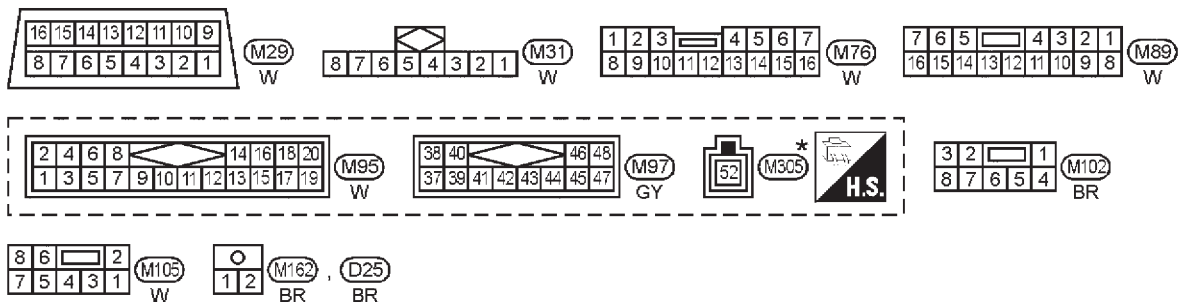 16 15 14 13 12 11 10 9
8 7 6 5 4 3 2 1
M29
W
8 7 6 5 4 3 2 1
M31
W
1 2 3 4 5 6 7
8 9 10 11 12 13 14 15 16
M76
W
7 6 5 4 3 2 1
16 15 14 13 12 11 10 9 8
M89
W
2 4 6 8 14 16 18 20
1 3 5 7 9 10 11 12 13 15 17 19
M95
W
38 40 46 48
37 39 41 42 43 44 45 47
M97
GY
52
M305
*
H.S.
3 2 1
8 7 6 5 4
M102
BR
8 6 2
7 5 4 3 1
M105
W
1 2
M162 , D25
BR BR